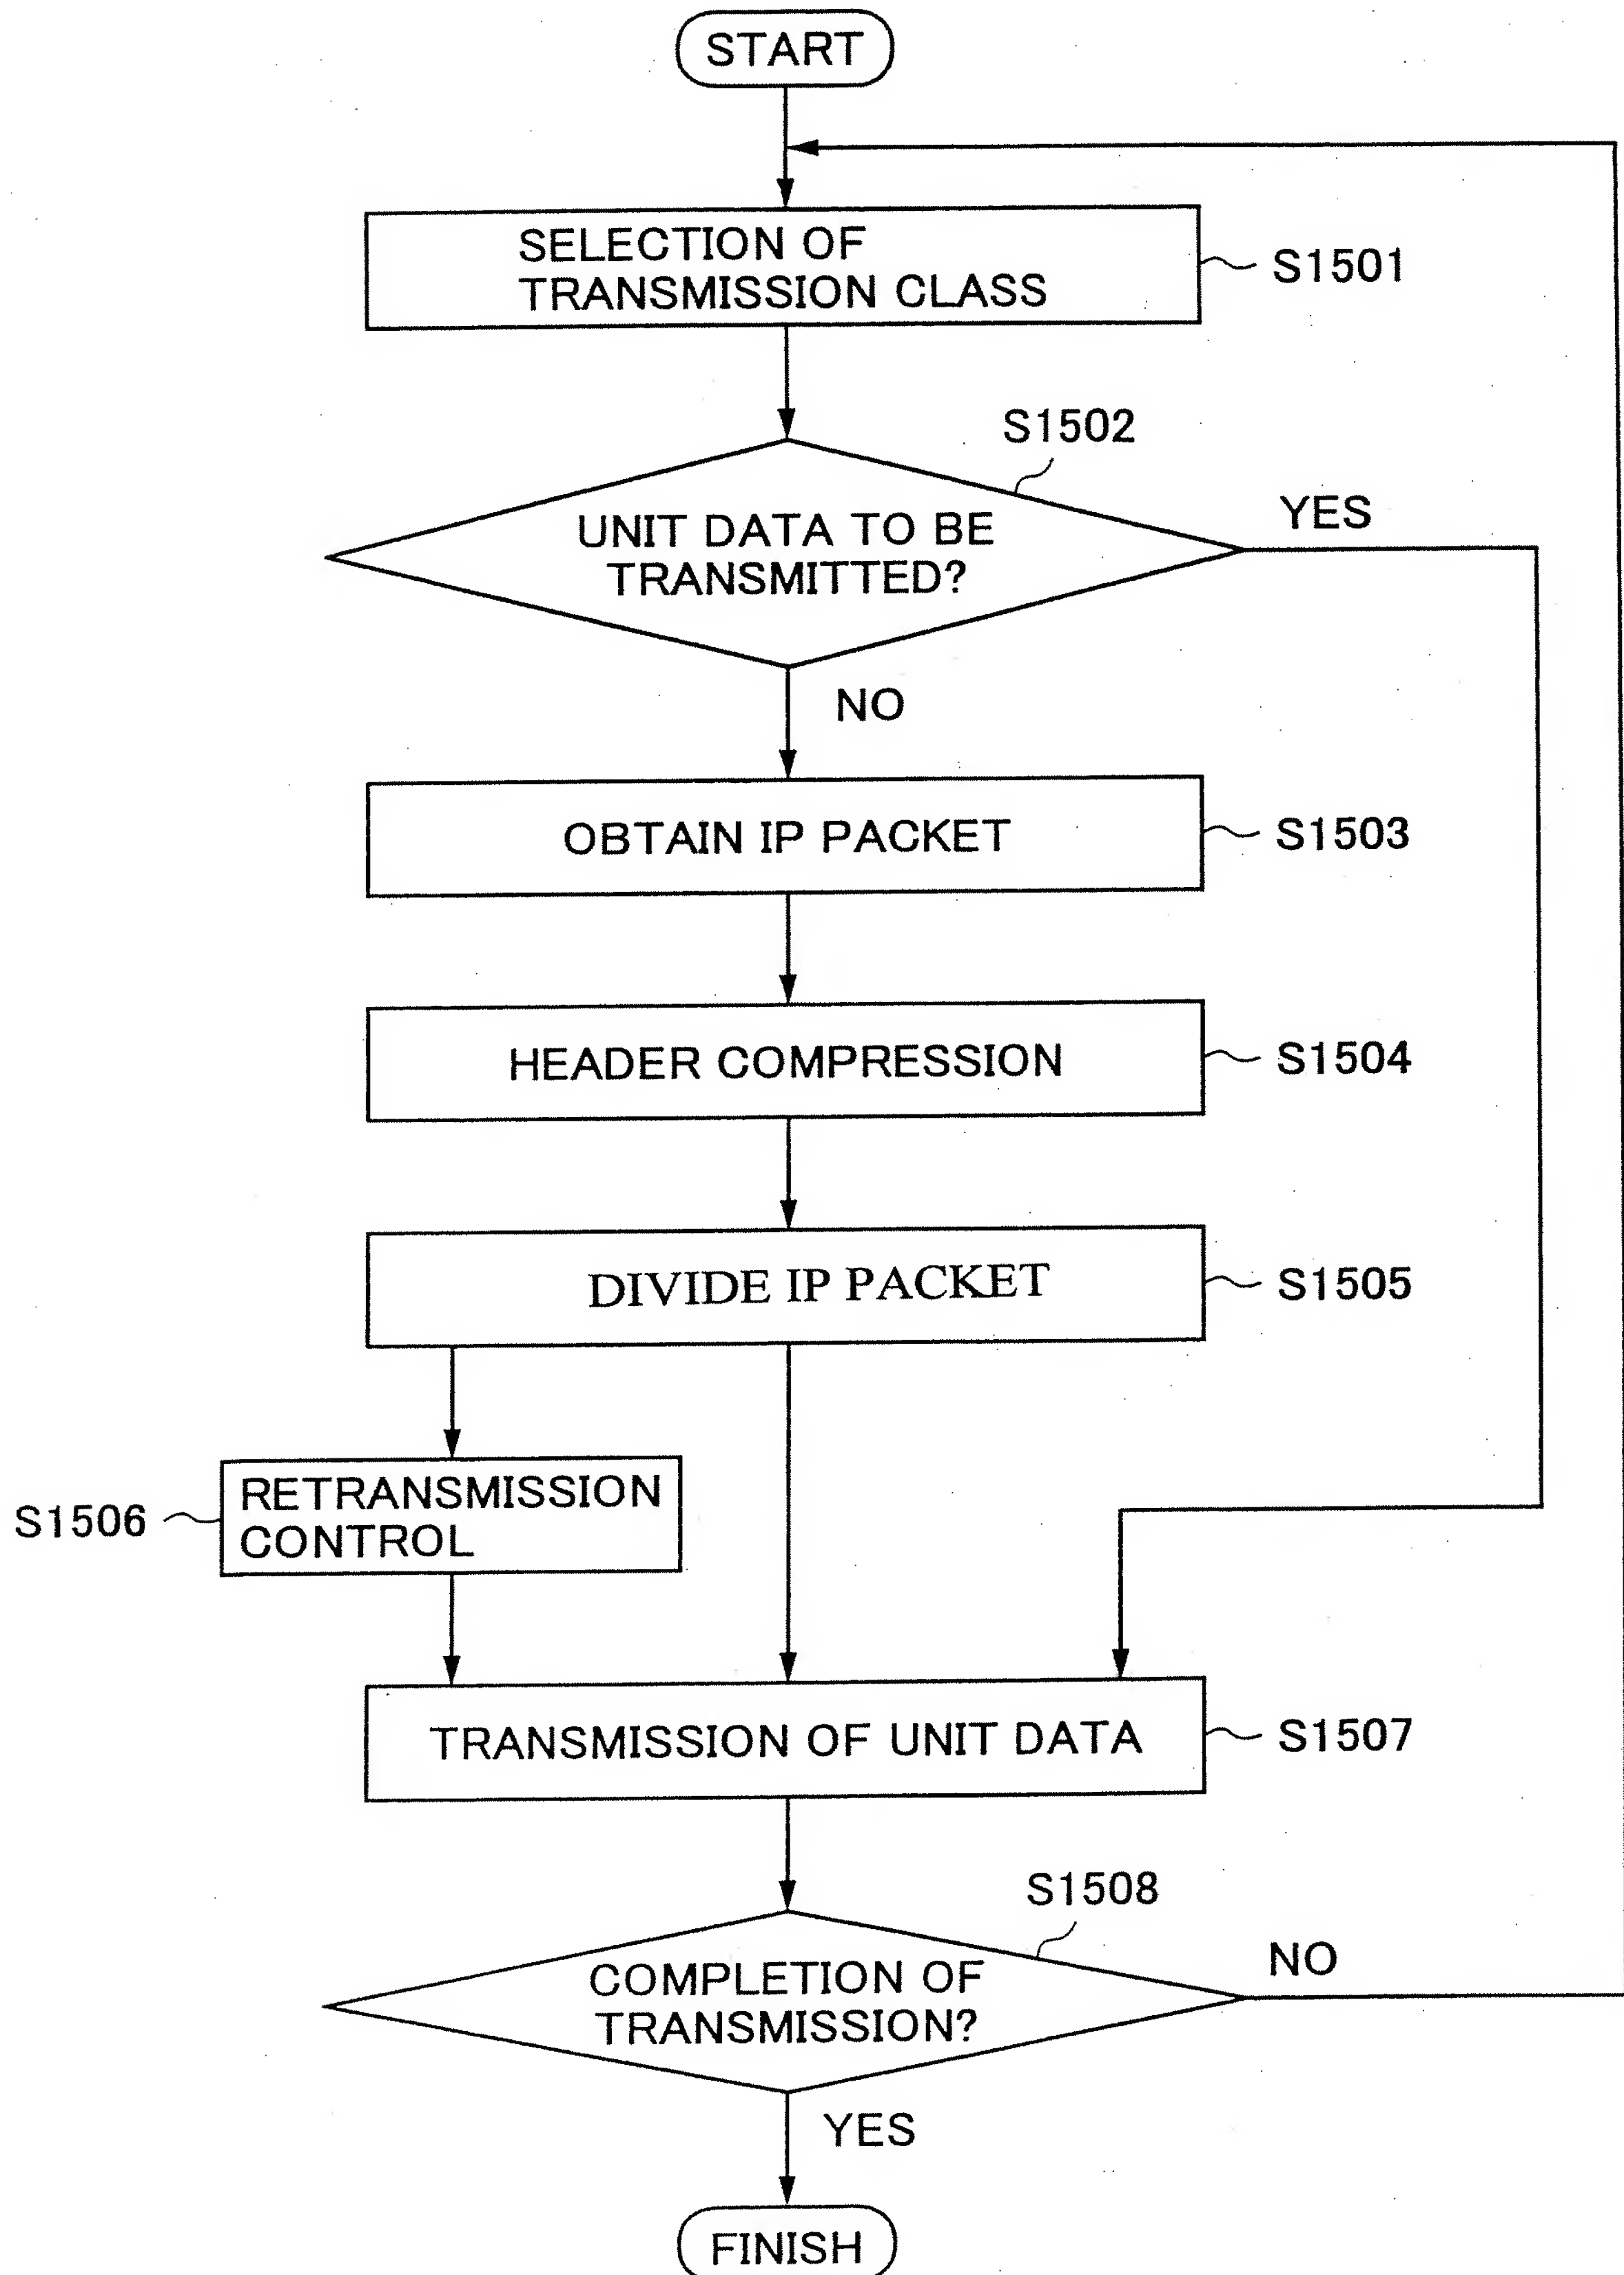 START
SELECTION OF
TRANSMISSION CLASS
S1501
S1502
UNIT DATA TO BE
TRANSMITTED?
YES
NO
OBTAIN IP PACKET
S1503
HEADER COMPRESSION
S1504
DIVIDE IP PACKET
S1505
S1506
RETRANSMISSION
CONTROL
TRANSMISSION OF UNIT DATA
S1507
S1508
COMPLETION OF
TRANSMISSION?
NO
YES
FINISH